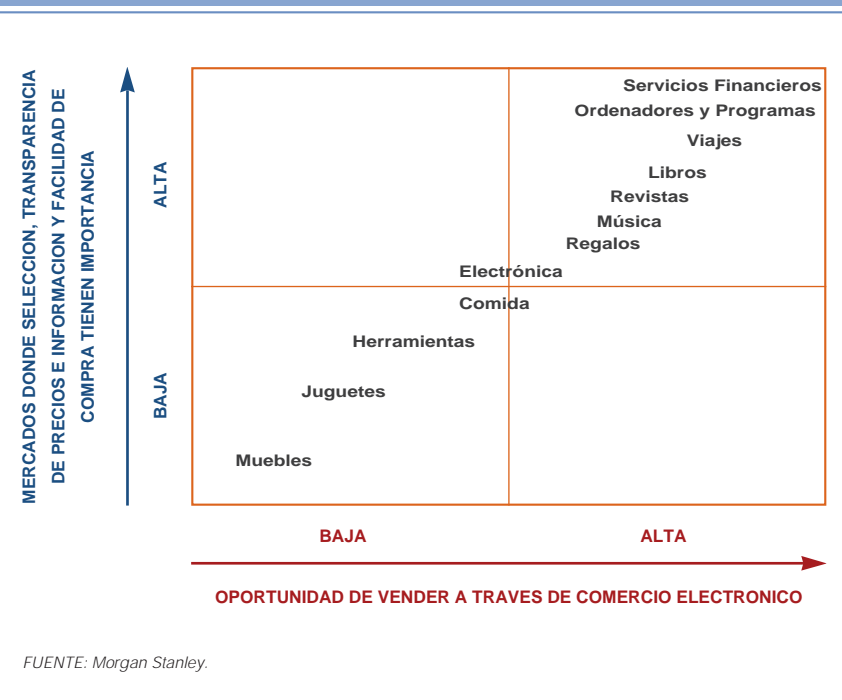 MERCADOS DONDE SELECCION, TRANSPARENCIA
DE PRECIOS E INFORMACION Y FACILIDAD DE
COMPRA TIENEN IMPORTANCIA
ALTA
BAJA
Servicios Financieros
Ordenadores y Programas
Viajes
Libros
Revistas
Música
Regalos
Electrónica
Comida
Herramientas
Juguetes
Muebles
BAJA
ALTA
OPORTUNIDAD DE VENDER A TRAVES DE COMERCIO ELECTRONICO
FUENTE: Morgan Stanley.